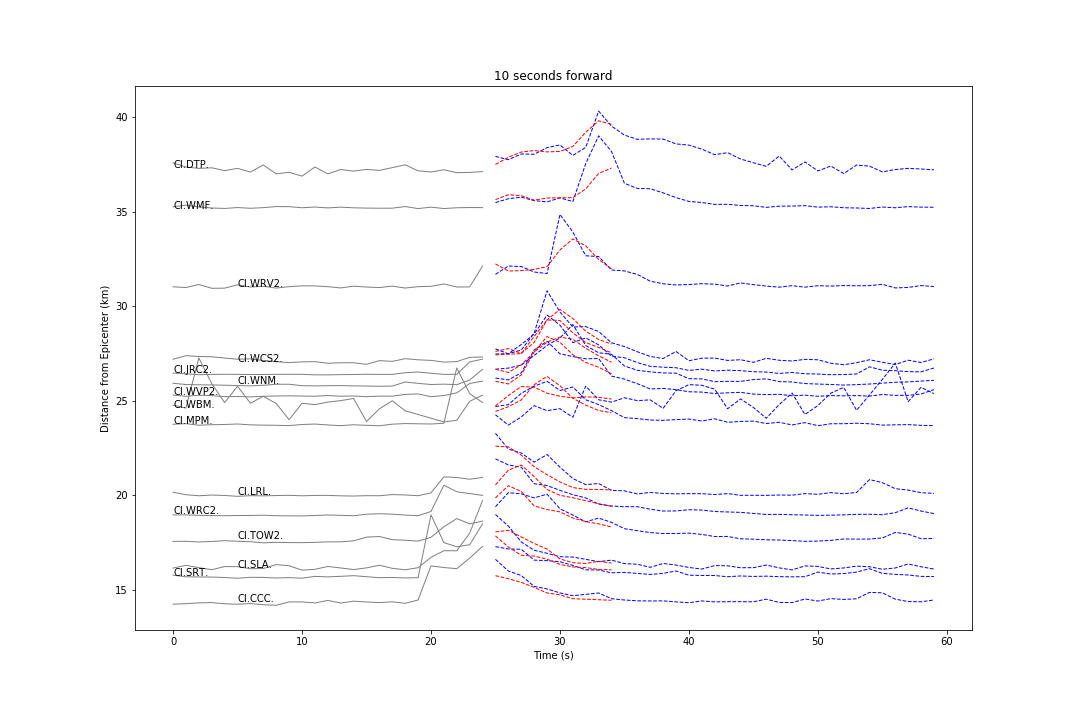 10 seconds forward
40
35
30
25
20
15
Distance from Epicenter (km)
CI.DTP.
CI.WMF.
CI.WRV2.
CI.WCS2.
CI.JRC2.
CI.WNM.
CI.WVP2.
CI.WBM.
CI.MPM.
CI.LRL.
CI.WRC2.
CI.TOW2.
CI.SLA.
CI.SRT.
CI.CCC.
0 10 20 30 40 50 60
Time (s)